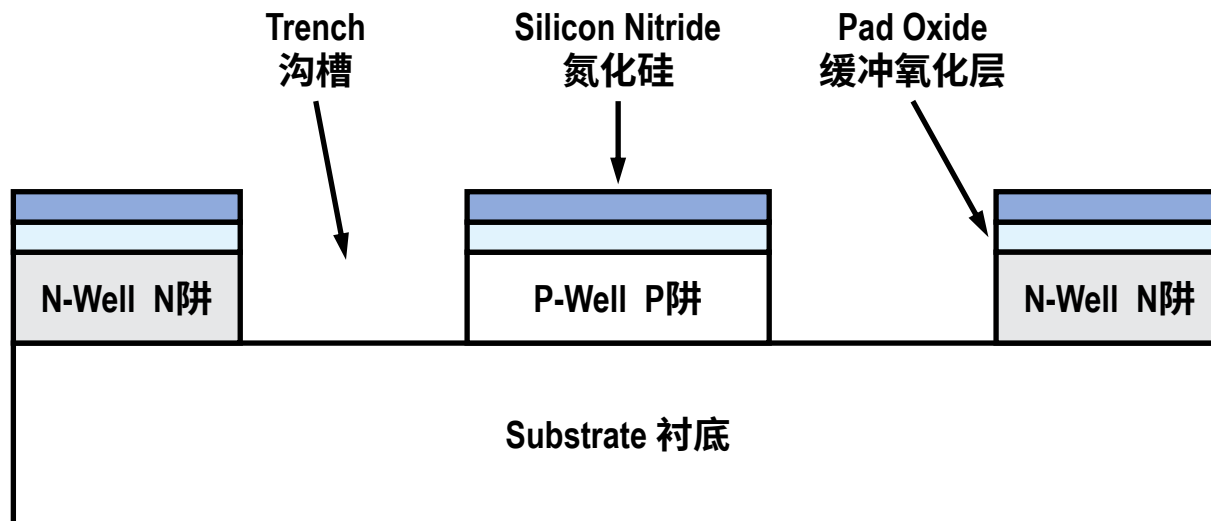 Trench
沟槽
Silicon Nitride
氮化硅
Pad Oxide
缓冲氧化层
N-Well N阱
P-Well P阱
N-Well N阱
Substrate 衬底